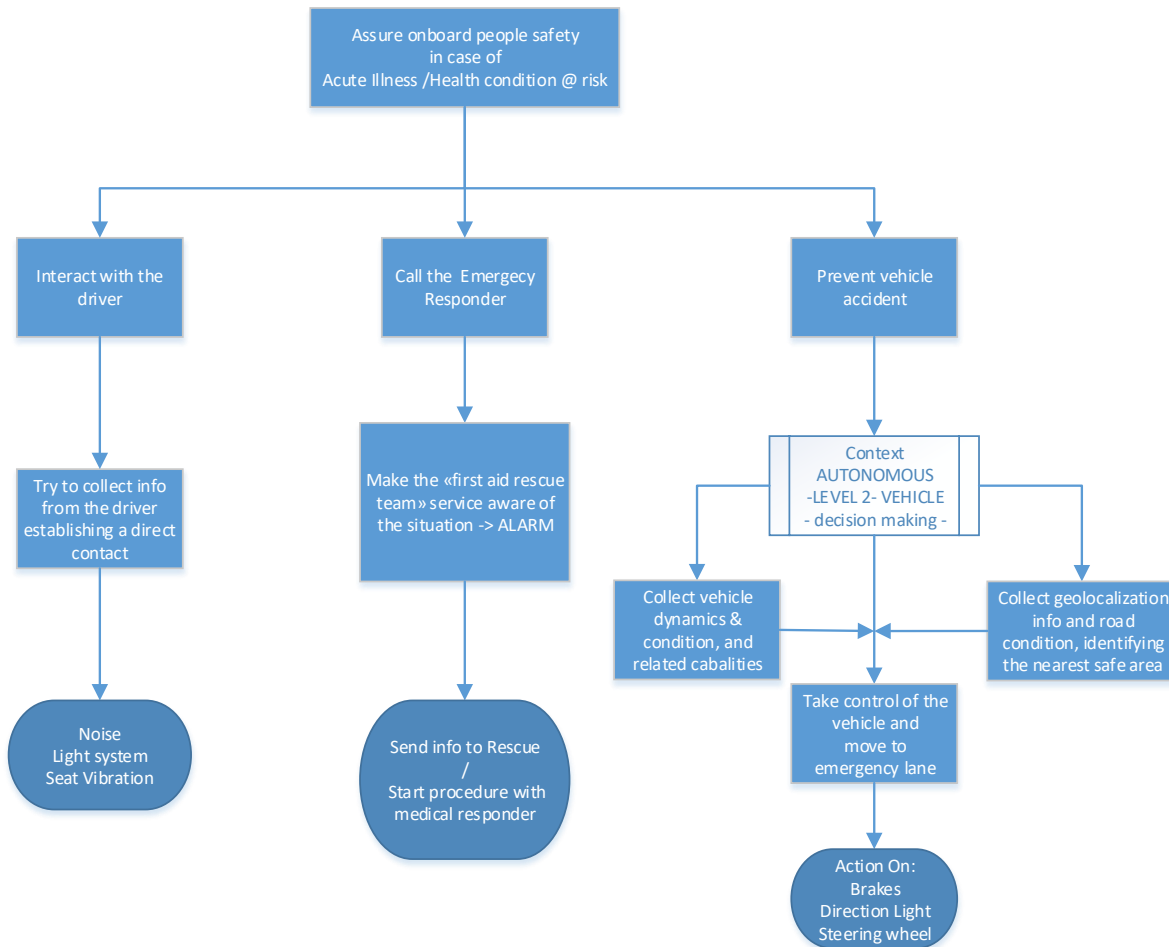 Assure onboard people safety
in case of
Acute Illness /Health condition @ risk
Interact with the
driver
Call the Emergecy
Responder
Prevent vehicle
accident
Context
AUTONOMOUS
-LEVEL 2- VEHICLE
- decision making -
Try to collect info
from the driver
establishing a direct
contact
Make the «first aid rescue
team» service aware of
the situation -> ALARM
Collect vehicle
dynamics &
condition, and
related cabalities
Collect geolocalization
info and road
condition, identifying
the nearest safe area
Take control of the
vehicle and
move to
emergency lane
Noise
Light system
Seat Vibration
Send info to Rescue
/
Start procedure with
medical responder
Action On:
Brakes
Direction Light
Steering wheel